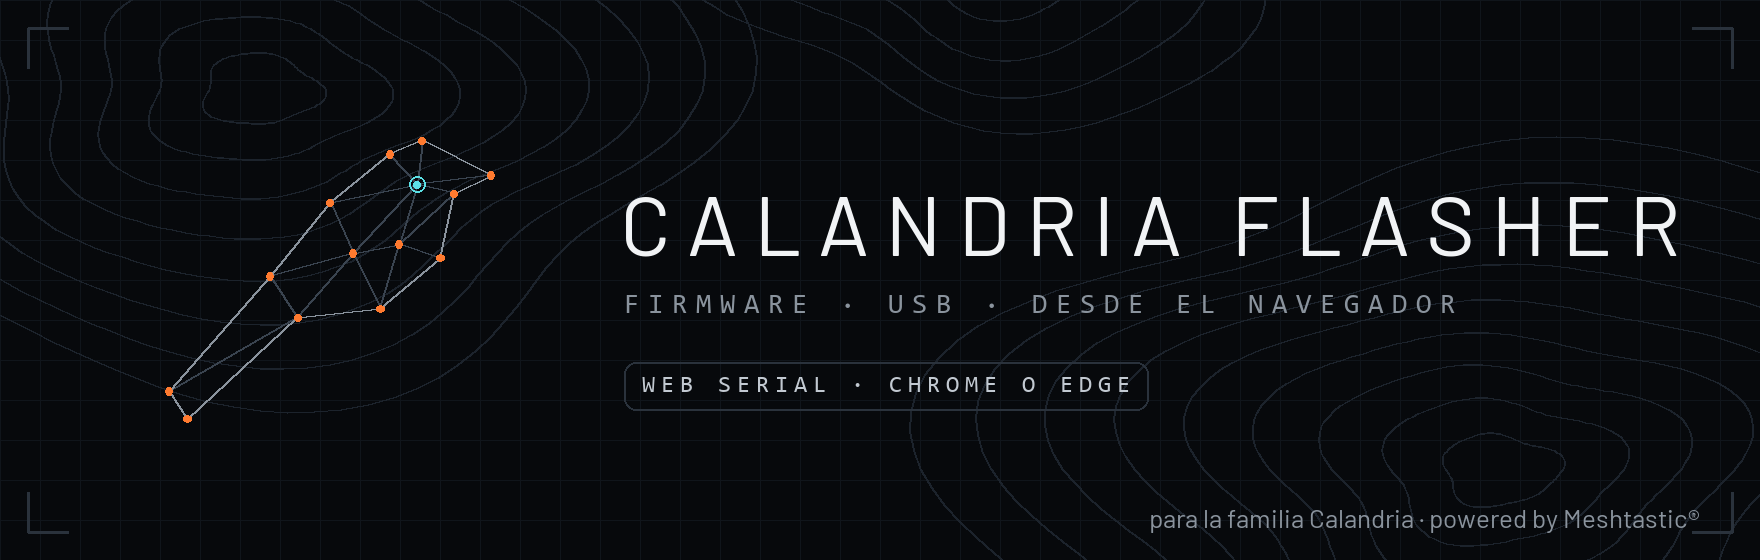 CALANDRIA FLASHER
FIRMWARE · USB · DESDE EL NAVEGADOR
WEB SERIAL · CHROME O EDGE
para la familia Calandria · powered by Meshtastic®